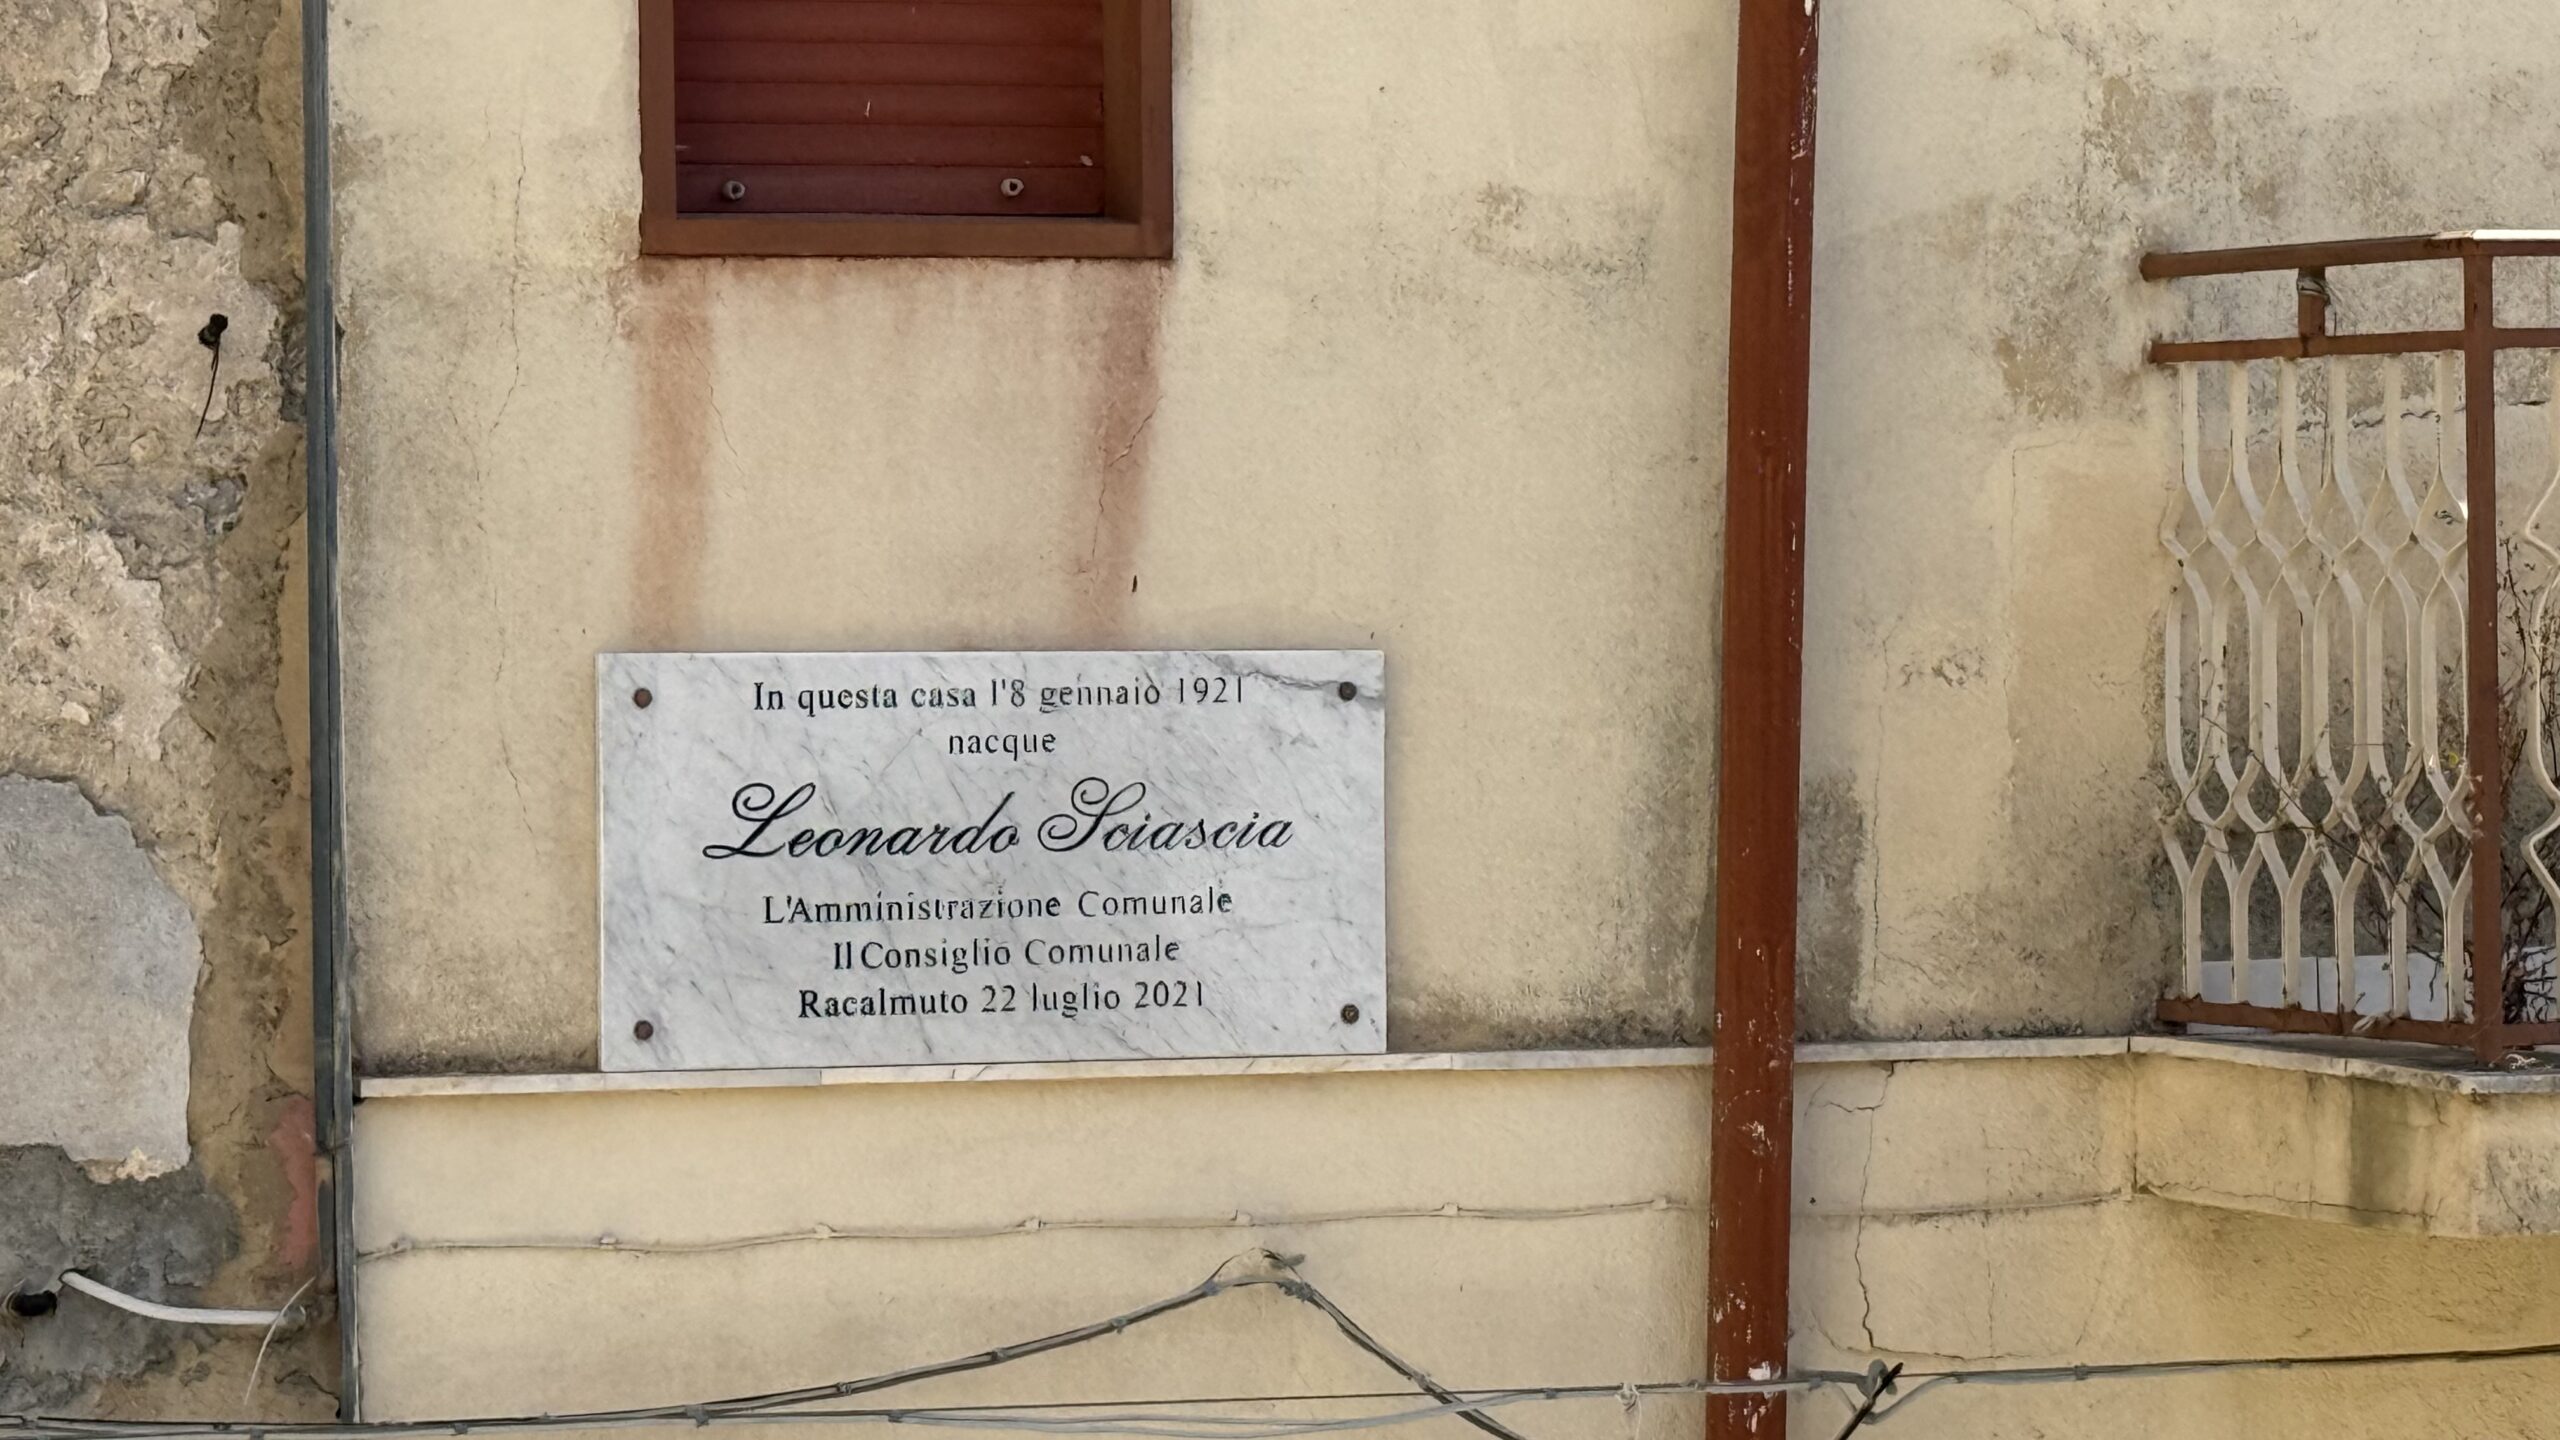 In questa casa l'8 gennaio 1921
nacque
Leonardo Sciascia
L'Amministrazione Comunale
Il Consiglio Comunale
Racalmuto 22 luglio 2021